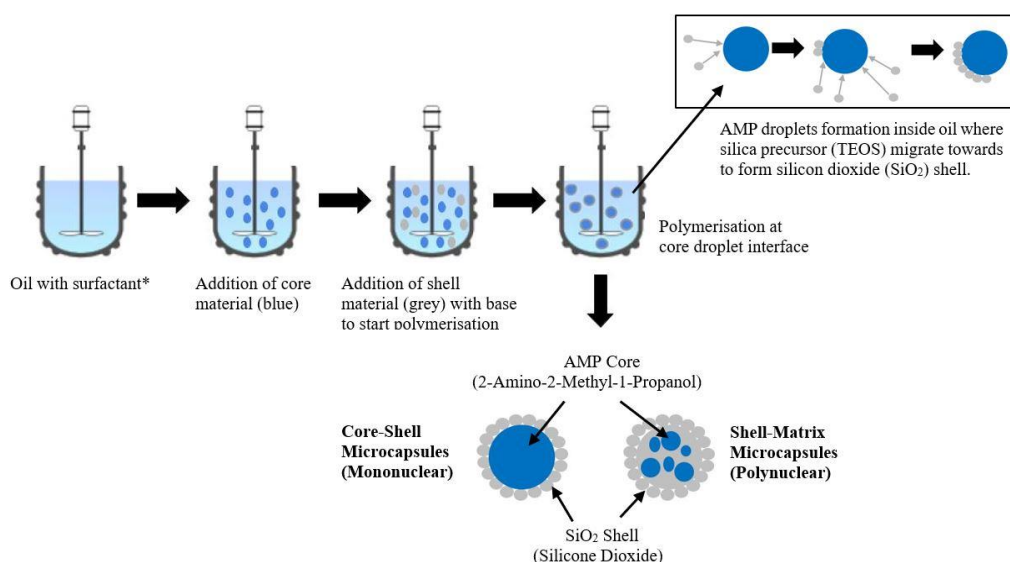 AMP droplets formation inside oil where
silica precursor (TEOS) migrate towards
to form silicon dioxide (SiO₂) shell.
Oil with surfactant*
Addition of core
material (blue)
Addition of shell
material (grey) with base
to start polymerisation
Polymerisation at
core droplet interface
AMP Core
(2-Amino-2-Methyl-1-Propanol)
Core-Shell
Microcapsules
(Mononuclear)
Shell-Matrix
Microcapsules
(Polynuclear)
SiO₂ Shell
(Silicone Dioxide)